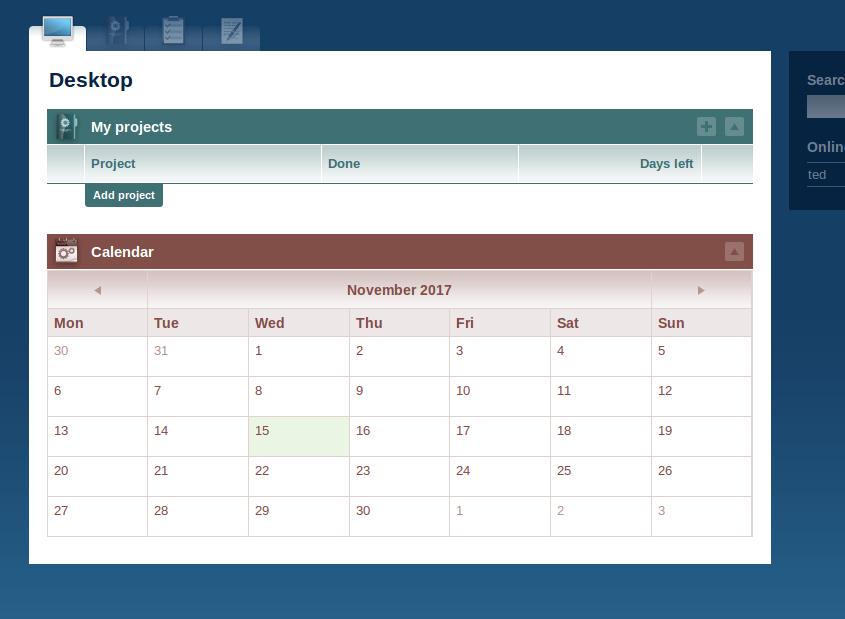 Desktop
My projects
Project Done Days left
Add project
Calendar
November 2017
Mon Tue Wed Thu Fri Sat Sun
30 31 1 2 3 4 5
6 7 8 9 10 11 12
13 14 15 16 17 18 19
20 21 22 23 24 25 26
27 28 29 30 1 2 3
Searc
Onlin
ted